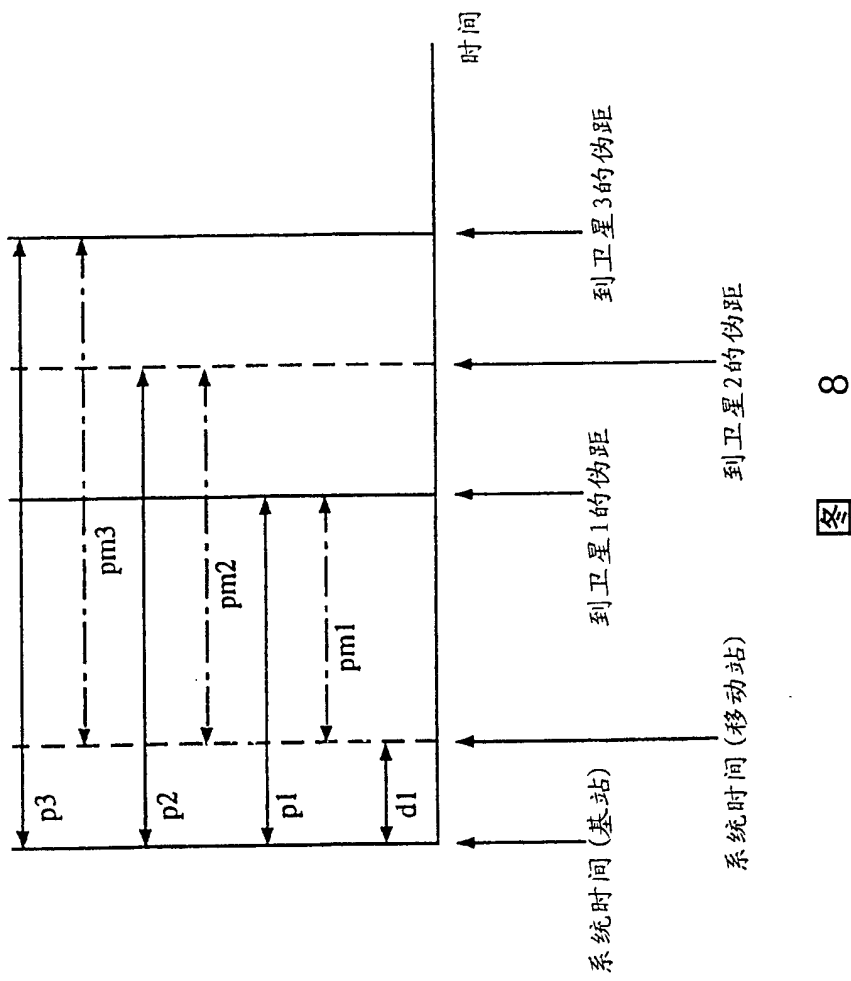 p3
pm3
p2
pm2
p1
pm1
d1
时间
系统时间(基站)
系统时间(移动站)
到卫星1的伪距
到卫星2的伪距
到卫星3的伪距
图 8